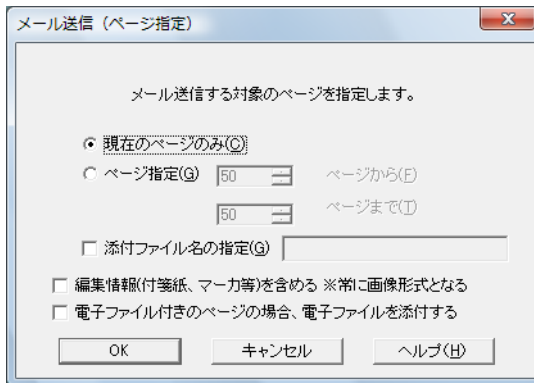 メール送信（ページ指定）
メール送信する対象のページを指定します。
現在のページのみ(C)
ページ指定(G) 50 ページから(F)
50 ページまで(T)
添付ファイル名の指定(G)
編集情報(付箋紙、マーカ等)を含める ※常に画像形式となる
電子ファイル付きのページの場合、電子ファイルを添付する
OK キャンセル ヘルプ(H)